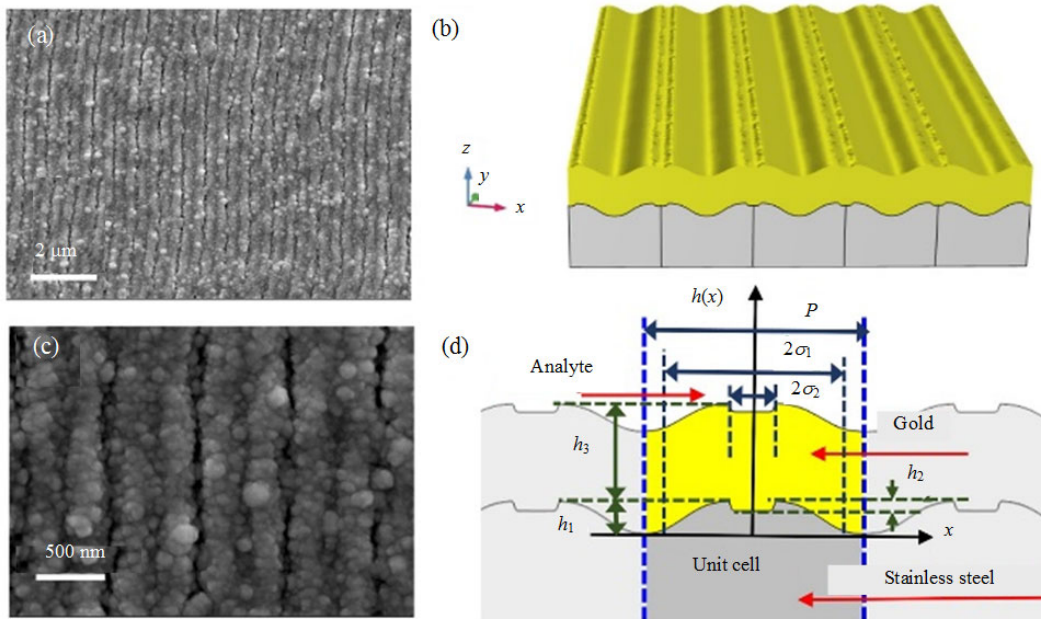 (a)
2 μm
(b)
z
y
x
(c)
500 nm
(d)
h(x)
P
2σ₁
2σ₂
Analyte
Gold
h₃
h₂
h₁
x
Unit cell
Stainless steel